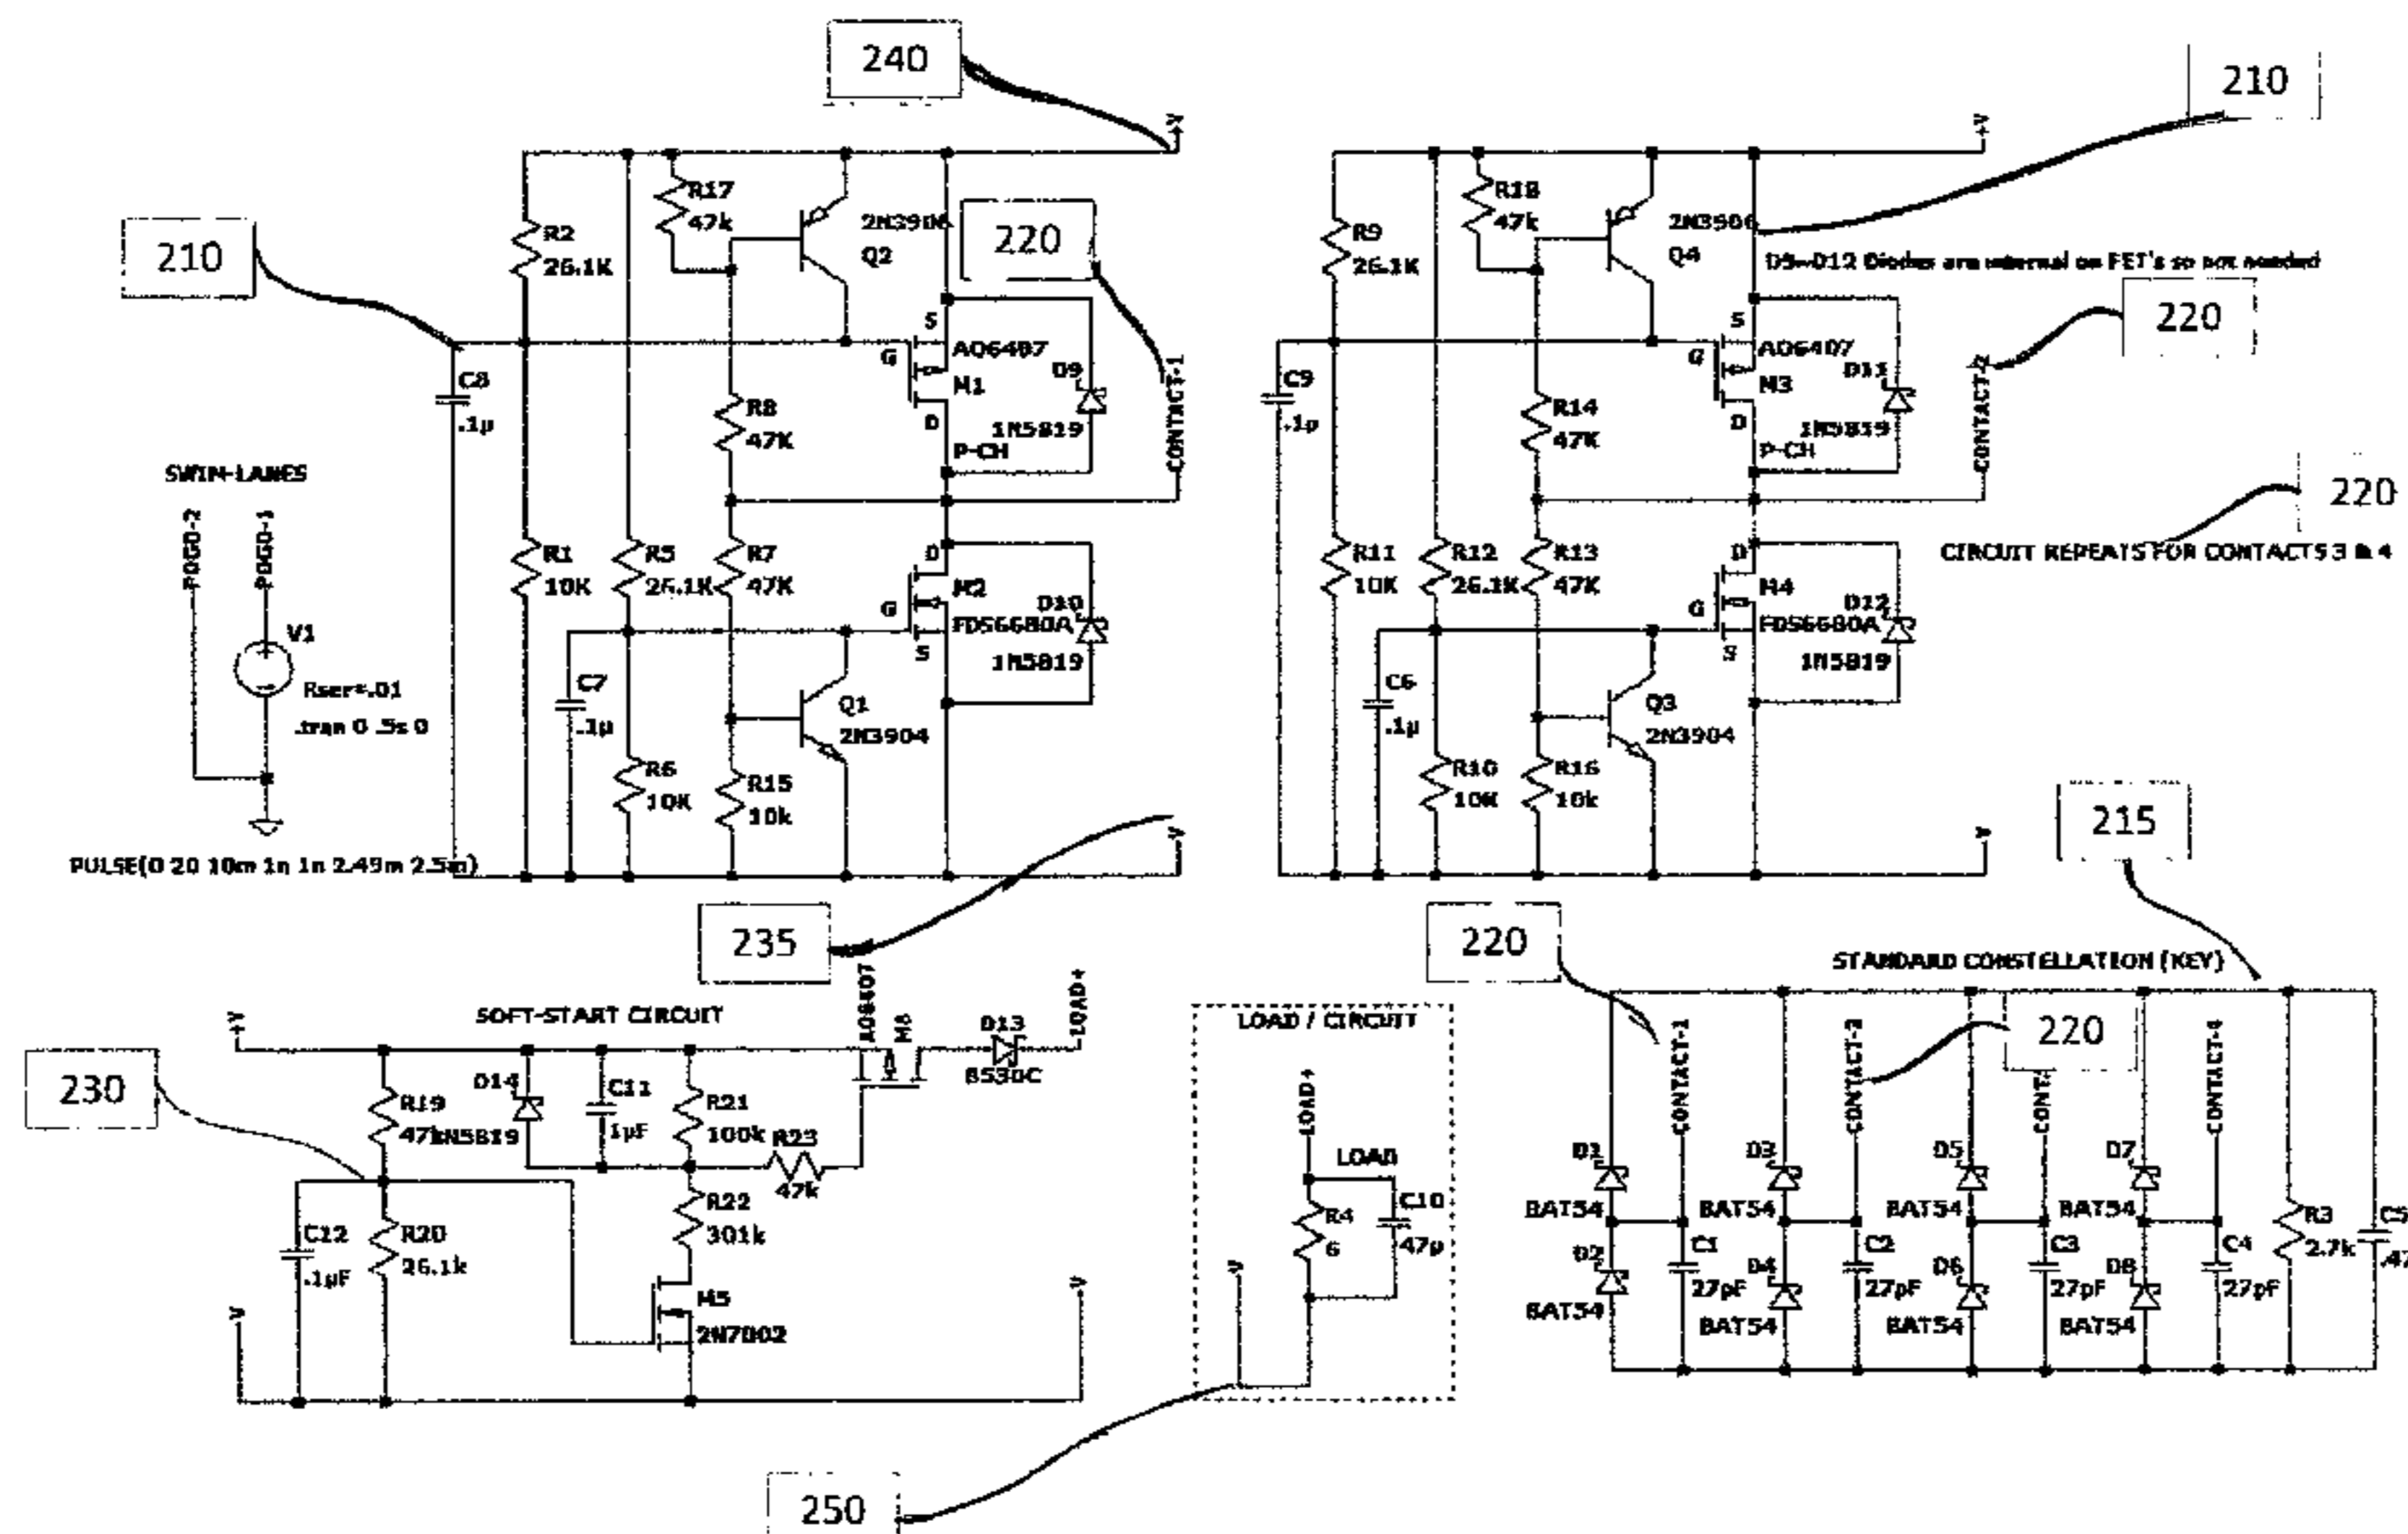 240
210
+V
+V
R17
47k
2N3906
Q2
220
R2
26.1K
210
R18
47k
2N3906
Q4
R9
26.1K
D9-D12 Diodes are internal on FET's so not needed
220
S
G
AO6407
M1
D
P-CH
D9
1N5819
CONTACT-1
C8
.1µ
R8
47K
S
G
AO6407
M3
D
P-CH
D11
1N5819
CONTACT-2
C9
.1µ
R14
47K
220
CIRCUIT REPEATS FOR CONTACTS 3 & 4
SWIM-LANES
POGO-2
POGO-1
V1
Rser=.01
.tran 0 .5s 0
PULSE(0 20 10m 1n 1n 2.49m 2.5m)
R1
10K
R5
26.1K
R7
47K
D
G
S
M2
FDS6680A
D10
1N5819
C7
.1µ
Q1
2N3904
R6
10K
R15
10k
-V
R11
10K
R12
26.1K
R13
47K
D
G
S
M4
FDS6680A
D12
1N5819
C6
.1µ
Q3
2N3904
R10
10K
R16
10k
-V
215
235
220
STANDARD CONSTELLATION (KEY)
SOFT-START CIRCUIT
230
+V
D14
1N5819
C11
1µF
R21
100k
R23
47k
AO6407
D13
B530C
LOAD+
R19
47k
C12
.1µF
R20
26.1k
R22
301k
M5
2N7002
-V
-V
LOAD / CIRCUIT
LOAD+
LOAD
R4
6
C10
47µ
-V
250
CONTACT-1
220
CONTACT-4
D1
BAT54
D3
BAT54
D5
BAT54
D7
BAT54
D2
BAT54
C1
27pF
D4
BAT54
C2
27pF
D6
BAT54
C3
27pF
D8
BAT54
C4
27pF
R3
2.7k
C5